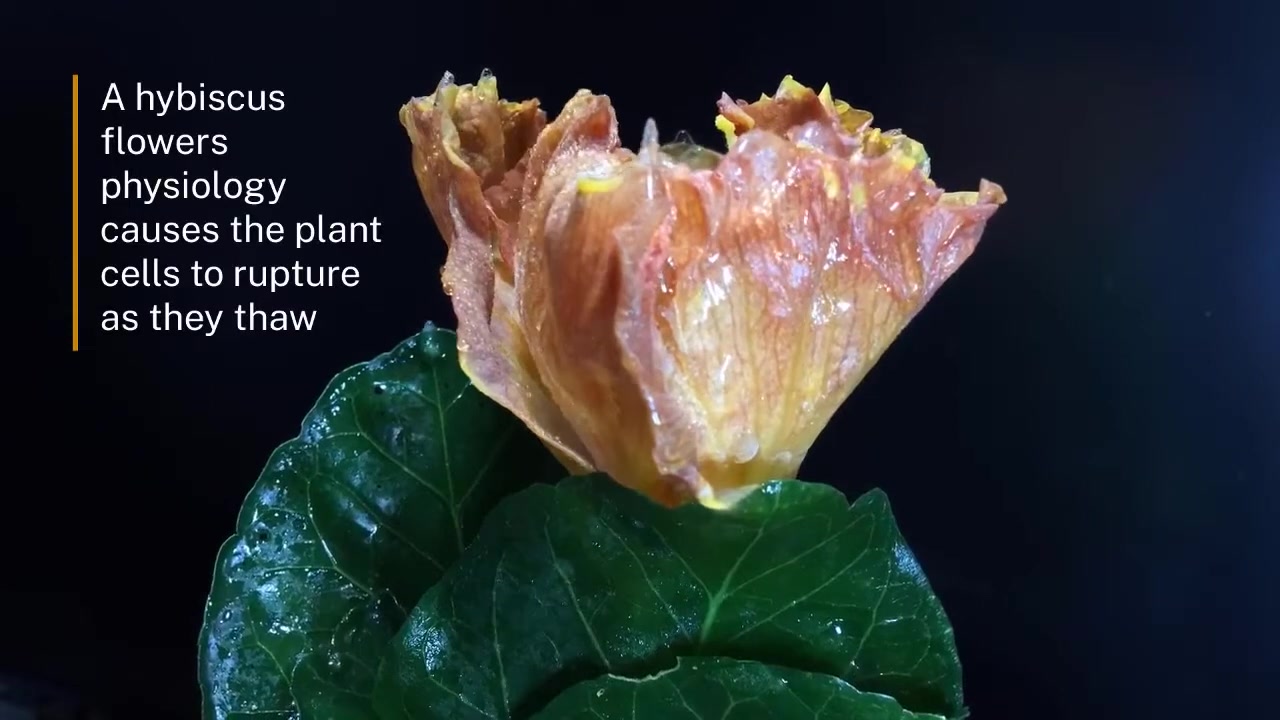 A hybiscus
flowers
physiology
causes the plant
cells to rupture
as they thaw